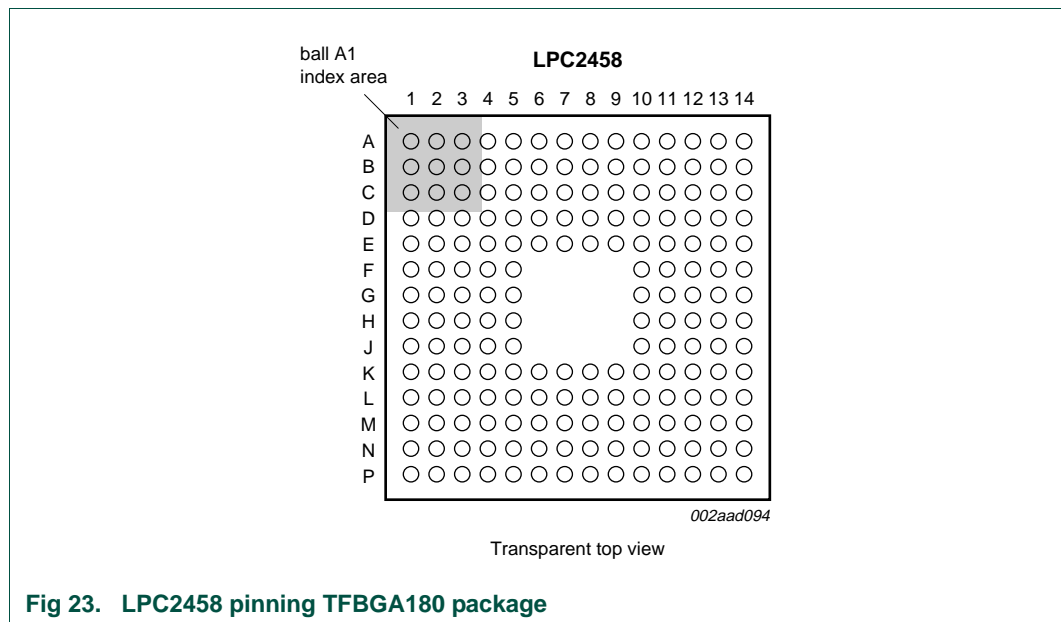 ball A1
index area
LPC2458
1 2 3 4 5 6 7 8 9 10 11 12 13 14
A
B
C
D
E
F
G
H
J
K
L
M
N
P
002aad094
Transparent top view
Fig 23. LPC2458 pinning TFBGA180 package